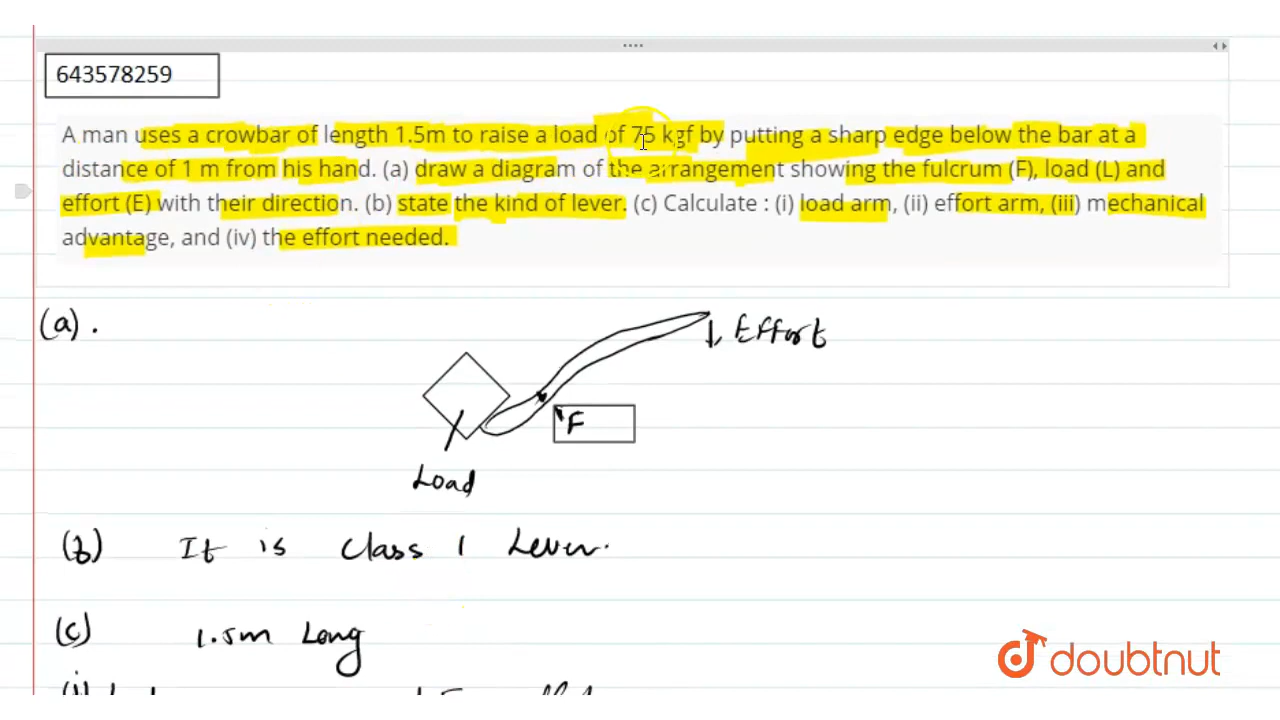 643578259
A man uses a crowbar of length 1.5m to raise a load of 75 kgf by putting a sharp edge below the bar at a
distance of 1 m from his hand. (a) draw a diagram of the arrangement showing the fulcrum (F), load (L) and
effort (E) with their direction. (b) state the kind of lever. (c) Calculate : (i) load arm, (ii) effort arm, (iii) mechanical
advantage, and (iv) the effort needed.
(a).
Effort
F
Load
(b) It is Class 1 Lever.
(c) 1.5m Long
doubtnut